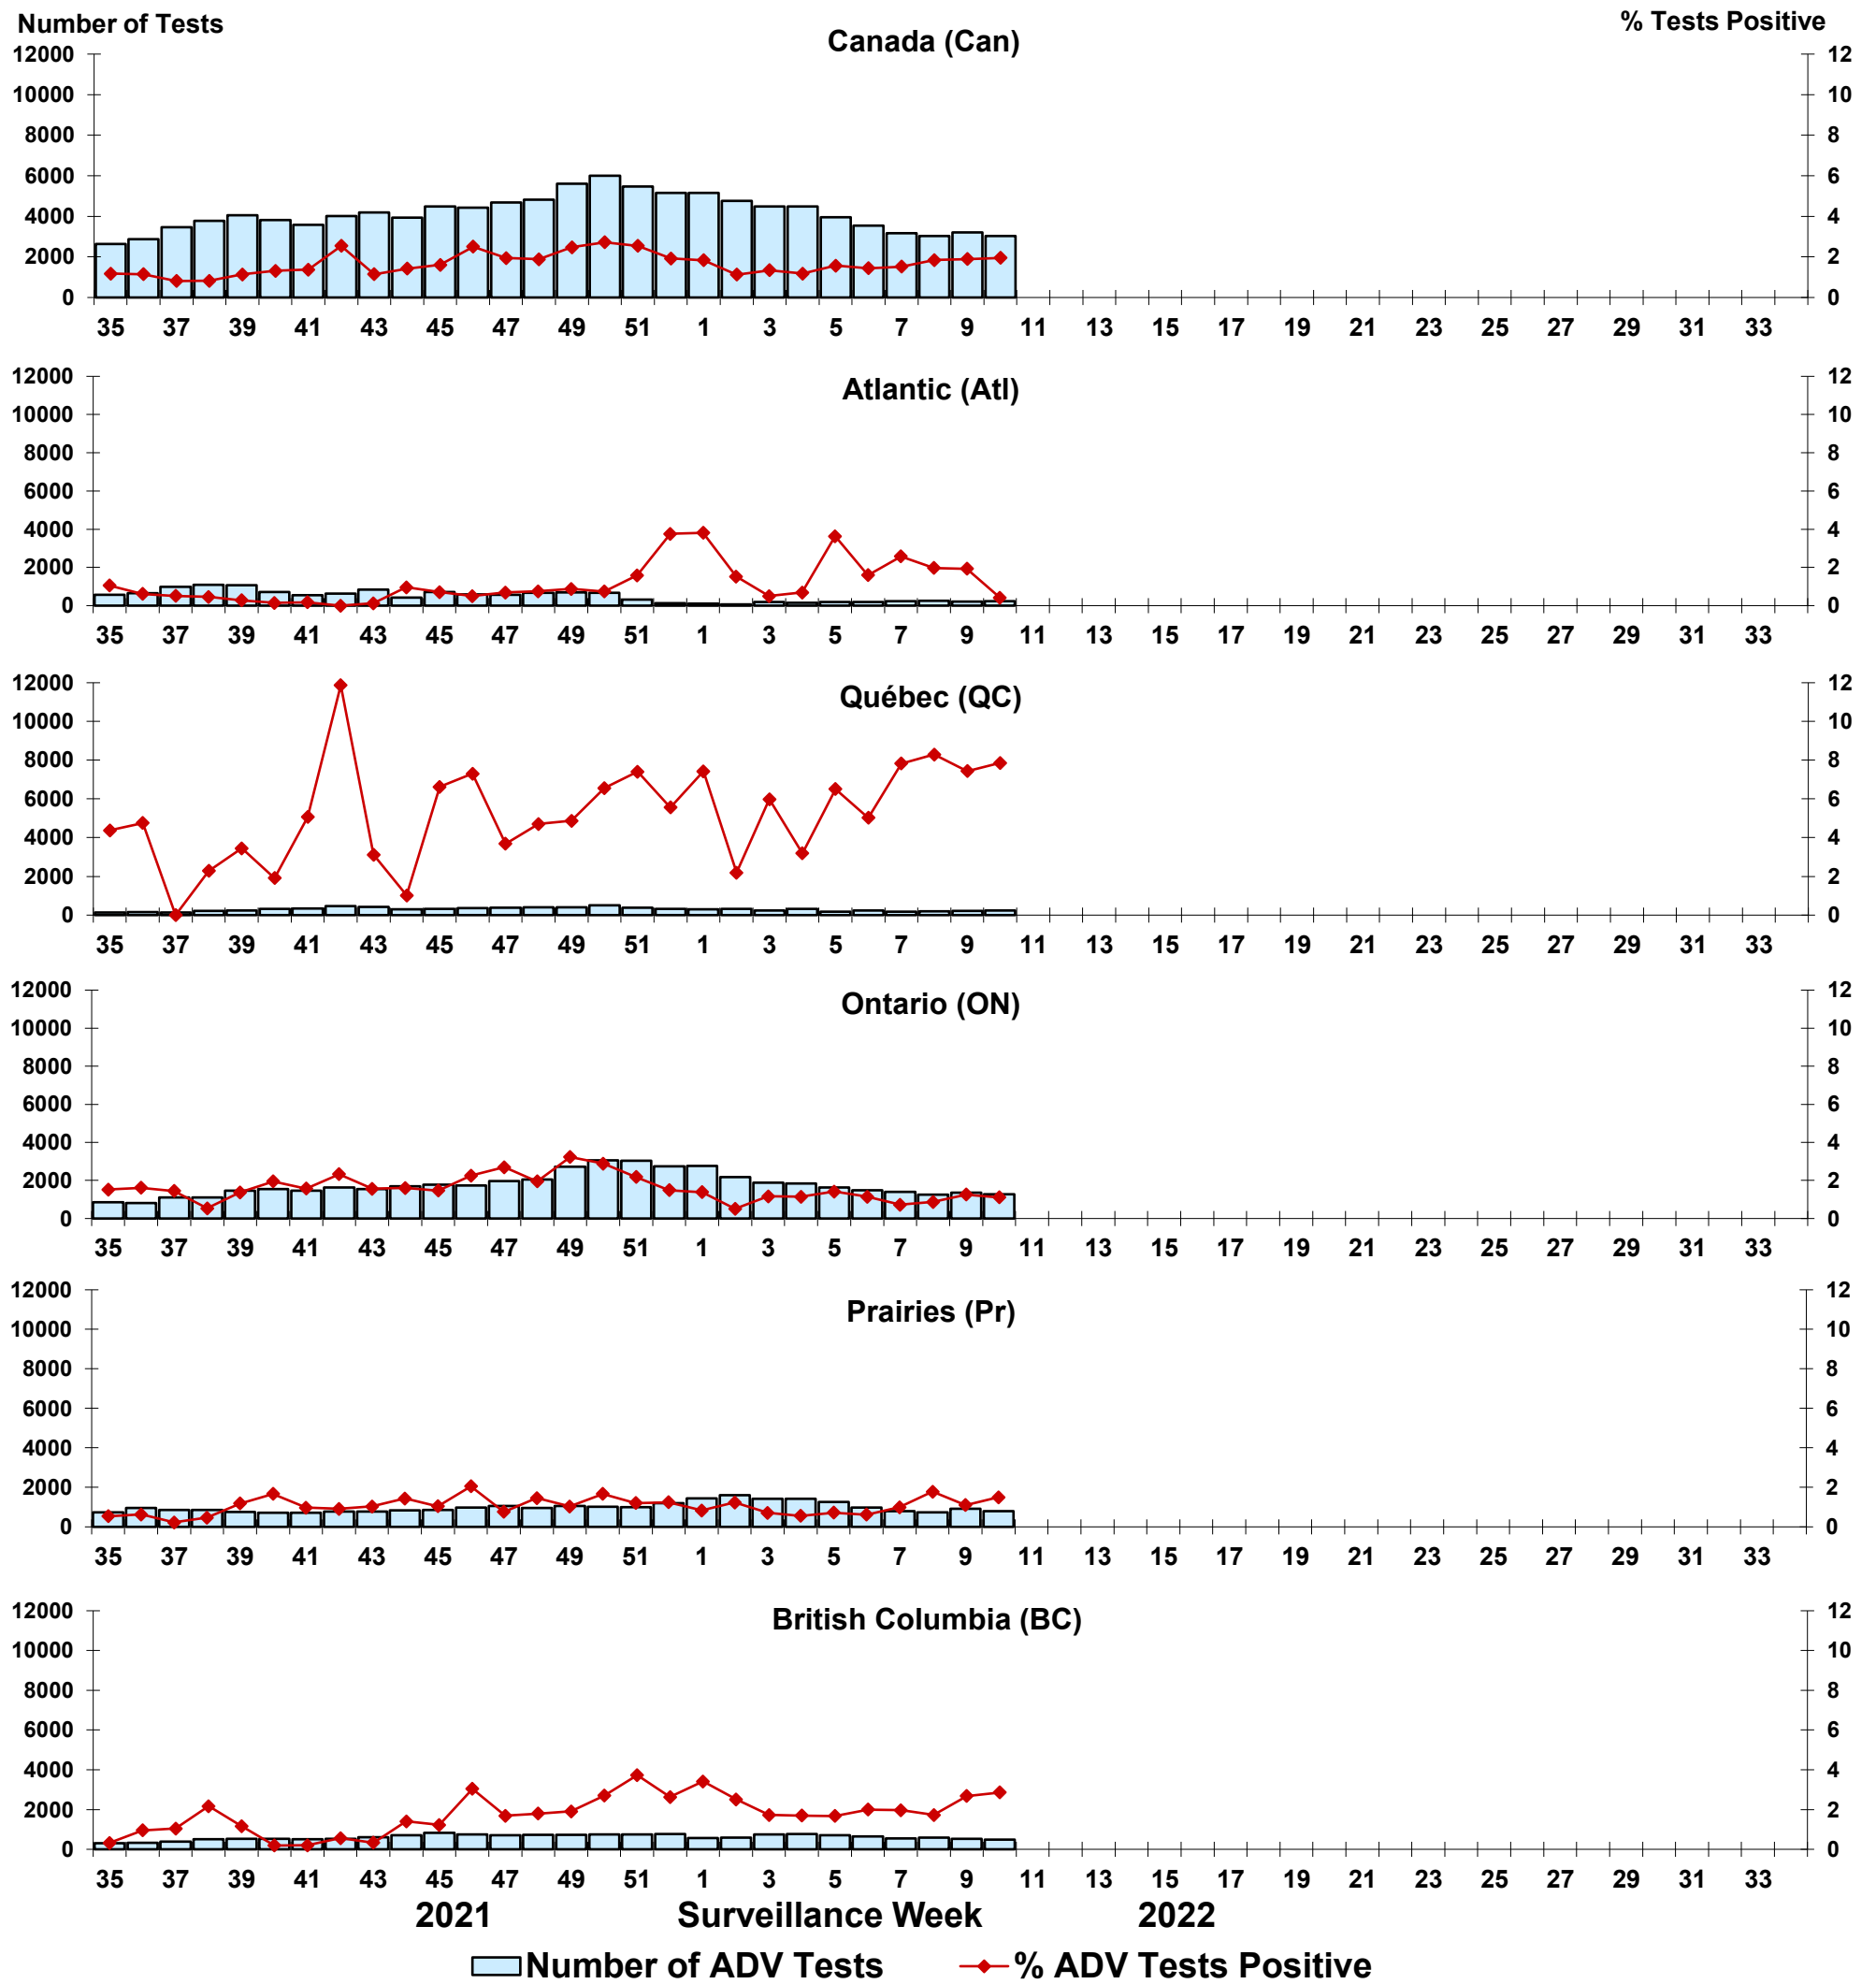 Number of Tests % Tests Positive
Canada (Can)
12000 12
10000 10
8000 8
6000 6
4000 4
2000 2
0 0
35 37 39 41 43 45 47 49 51 1 3 5 7 9 11 13 15 17 19 21 23 25 27 29 31 33
Atlantic (Atl)
12000 12
10000 10
8000 8
6000 6
4000 4
2000 2
0 0
35 37 39 41 43 45 47 49 51 1 3 5 7 9 11 13 15 17 19 21 23 25 27 29 31 33
Québec (QC)
12000 12
10000 10
8000 8
6000 6
4000 4
2000 2
0 0
35 37 39 41 43 45 47 49 51 1 3 5 7 9 11 13 15 17 19 21 23 25 27 29 31 33
Ontario (ON)
12000 12
10000 10
8000 8
6000 6
4000 4
2000 2
0 0
35 37 39 41 43 45 47 49 51 1 3 5 7 9 11 13 15 17 19 21 23 25 27 29 31 33
Prairies (Pr)
12000 12
10000 10
8000 8
6000 6
4000 4
2000 2
0 0
35 37 39 41 43 45 47 49 51 1 3 5 7 9 11 13 15 17 19 21 23 25 27 29 31 33
British Columbia (BC)
12000 12
10000 10
8000 8
6000 6
4000 4
2000 2
0 0
35 37 39 41 43 45 47 49 51 1 3 5 7 9 11 13 15 17 19 21 23 25 27 29 31 33
2021 Surveillance Week 2022
Number of ADV Tests % ADV Tests Positive